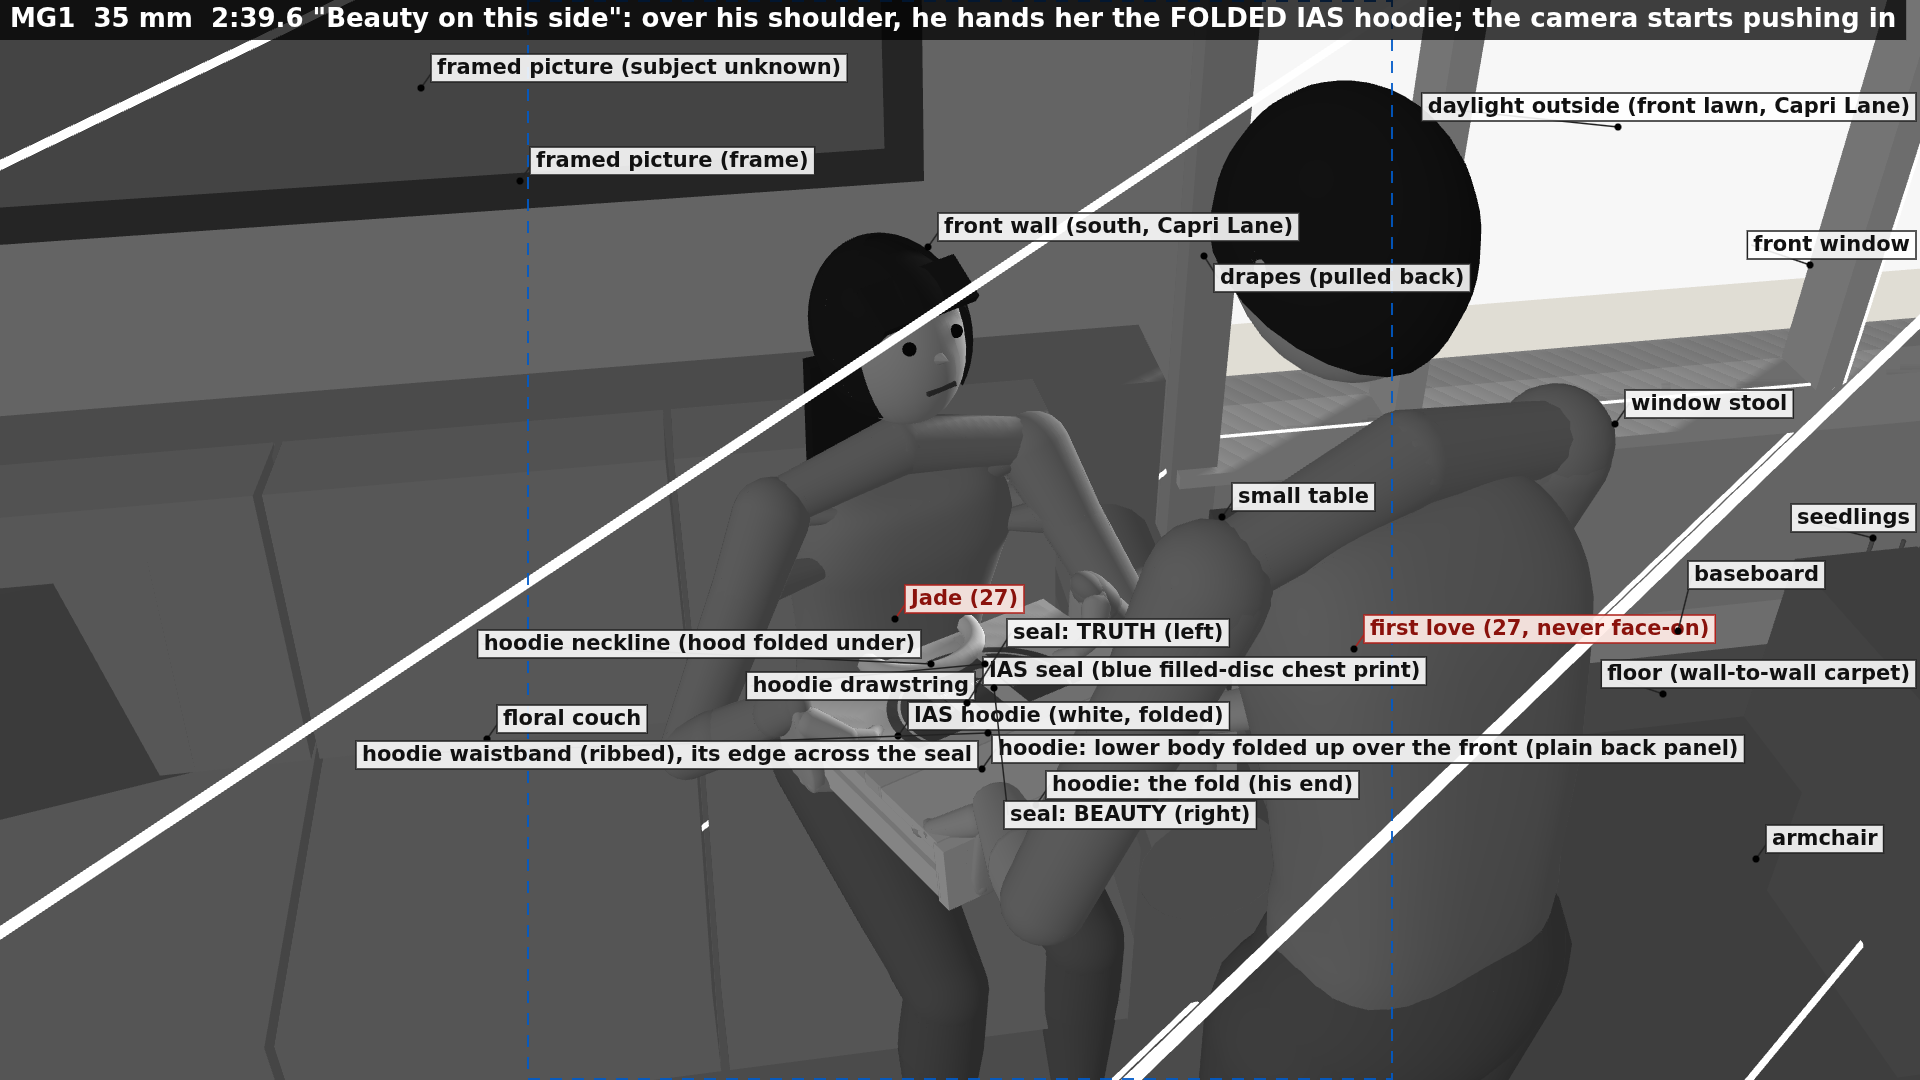 MG1  35 mm  2:39.6 "Beauty on this side": over his shoulder, he hands her the FOLDED IAS hoodie; the camera starts pushing in
framed picture (subject unknown)
daylight outside (front lawn, Capri Lane)
framed picture (frame)
front wall (south, Capri Lane)
front window
drapes (pulled back)
window stool
small table
seedlings
baseboard
Jade (27)
first love (27, never face-on)
seal: TRUTH (left)
hoodie neckline (hood folded under)
IAS seal (blue filled-disc chest print)
floor (wall-to-wall carpet)
hoodie drawstring
IAS hoodie (white, folded)
floral couch
hoodie: lower body folded up over the front (plain back panel)
hoodie waistband (ribbed), its edge across the seal
hoodie: the fold (his end)
seal: BEAUTY (right)
armchair